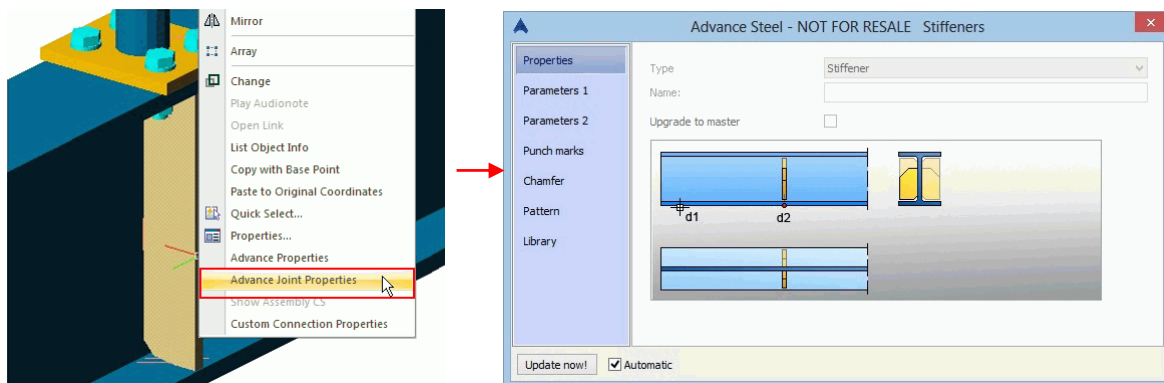 Mirror
Array
Change
Play Audionote
Open Link
List Object Info
Copy with Base Point
Paste to Original Coordinates
Quick Select...
Properties...
Advance Properties
Advance Joint Properties
Show Assembly CS
Custom Connection Properties
Advance Steel - NOT FOR RESALE Stiffeners
Properties
Parameters 1
Parameters 2
Punch marks
Chamfer
Pattern
Library
Type
Stiffener
Name:
Upgrade to master
d1
d2
Update now!
Automatic